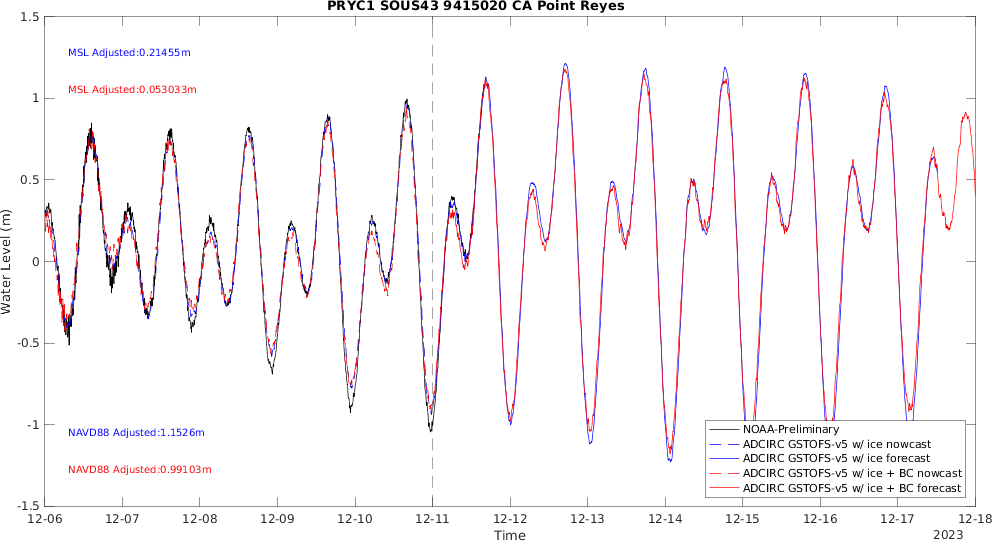 PRYC1 SOUS43 9415020 CA Point Reyes
1.5
1
0.5
0
-0.5
-1
-1.5
Water Level (m)
MSL Adjusted:0.21455m
MSL Adjusted:0.053033m
NAVD88 Adjusted:1.1526m
NAVD88 Adjusted:0.99103m
NOAA-Preliminary
ADCIRC GSTOFS-v5 w/ ice nowcast
ADCIRC GSTOFS-v5 w/ ice forecast
ADCIRC GSTOFS-v5 w/ ice + BC nowcast
ADCIRC GSTOFS-v5 w/ ice + BC forecast
12-06 12-07 12-08 12-09 12-10 12-11 12-12 12-13 12-14 12-15 12-16 12-17 12-18
Time
2023